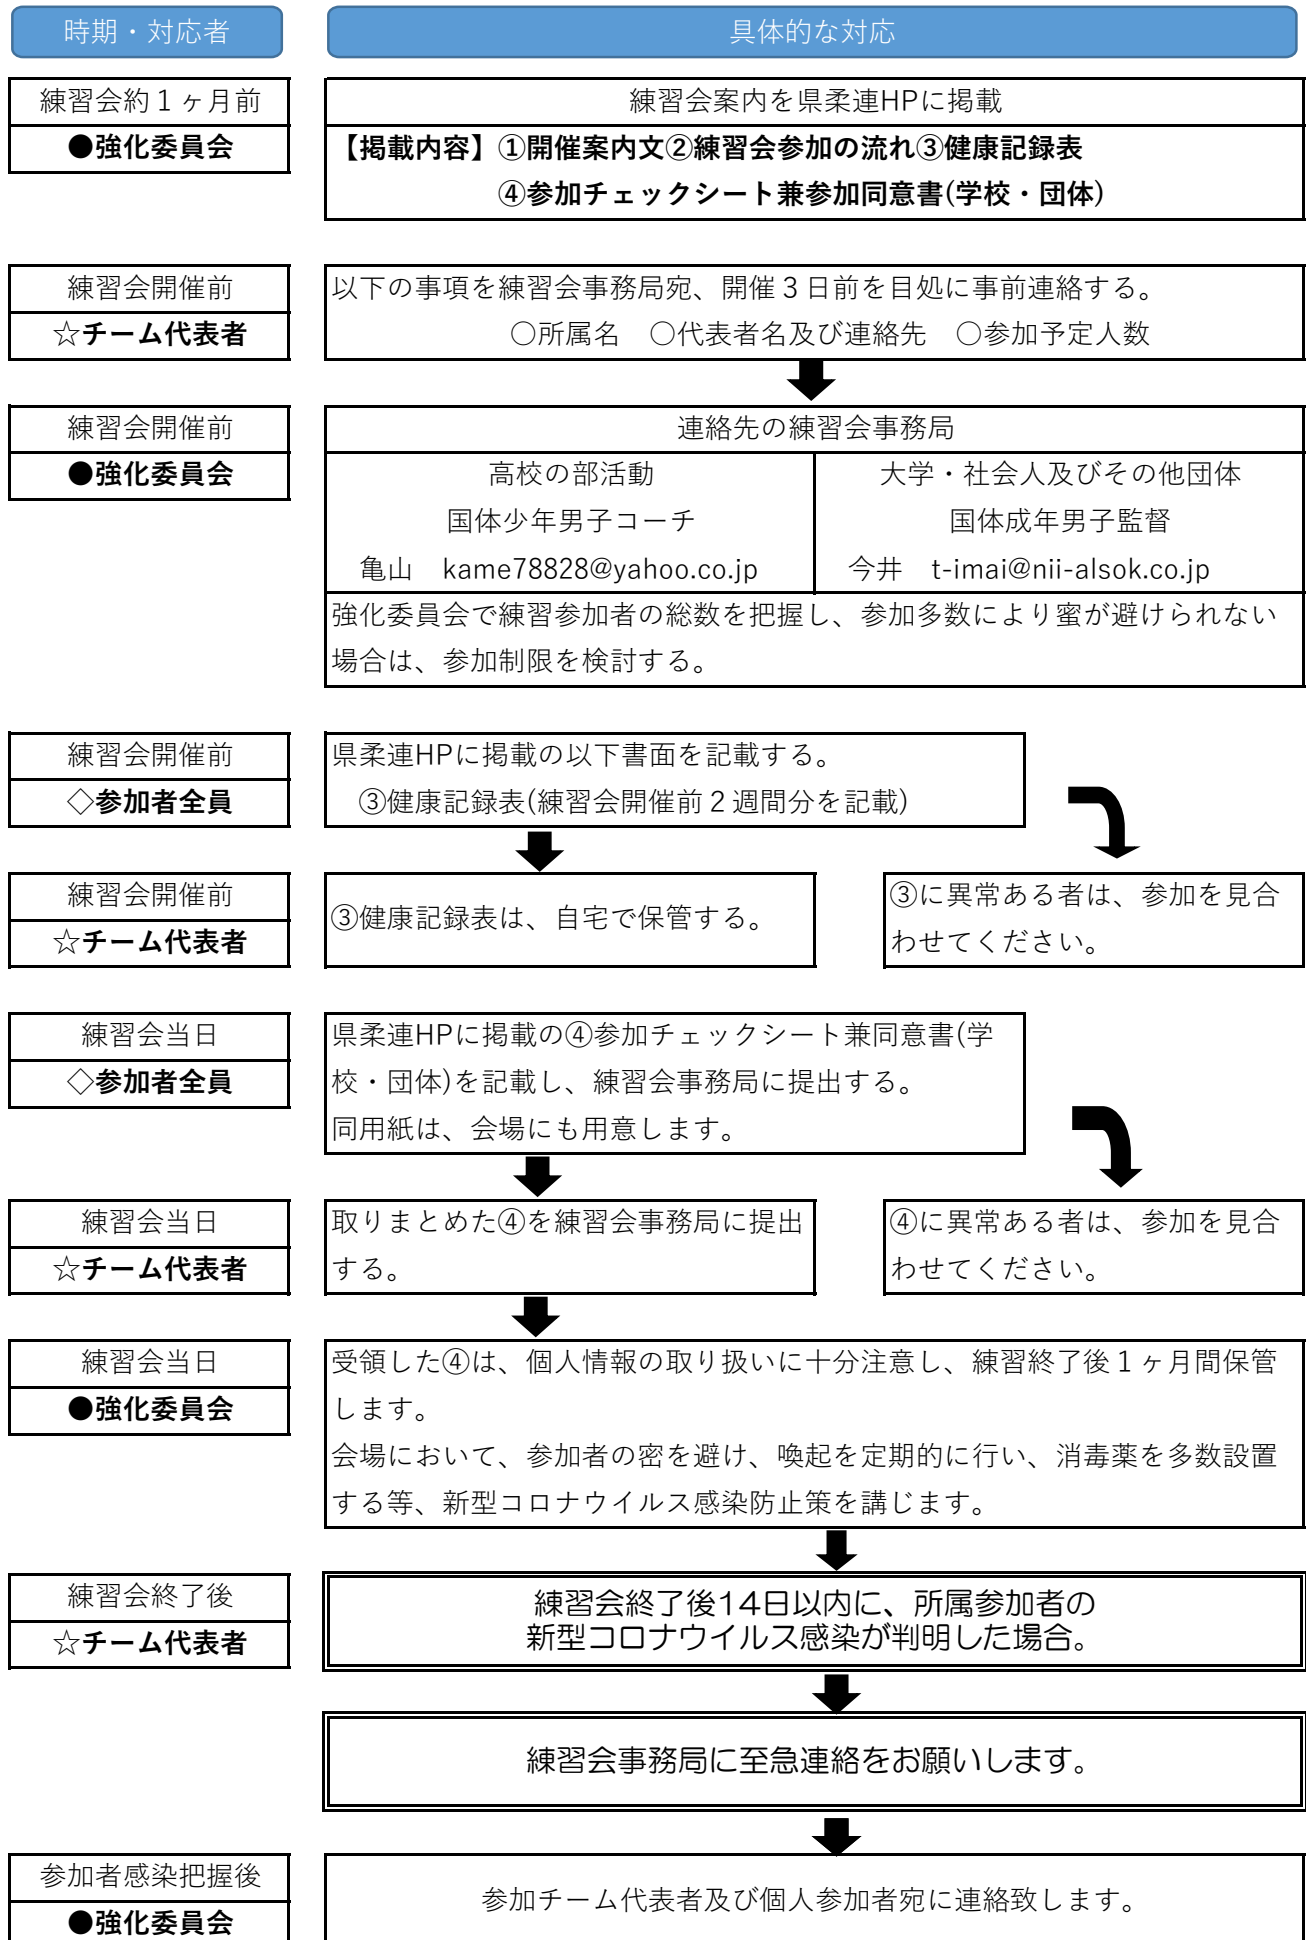 時期・対応者
具体的な対応
練習会約１ヶ月前
●強化委員会
練習会案内を県柔連HPに掲載
【掲載内容】①開催案内文②練習会参加の流れ③健康記録表
④参加チェックシート兼参加同意書(学校・団体)
練習会開催前
☆チーム代表者
以下の事項を練習会事務局宛、開催３日前を目処に事前連絡する。
○所属名　○代表者名及び連絡先　○参加予定人数
練習会開催前
●強化委員会
連絡先の練習会事務局
高校の部活動
国体少年男子コーチ
亀山　kame78828@yahoo.co.jp
大学・社会人及びその他団体
国体成年男子監督
今井　t-imai@nii-alsok.co.jp
強化委員会で練習参加者の総数を把握し、参加多数により蜜が避けられない
場合は、参加制限を検討する。
練習会開催前
◇参加者全員
県柔連HPに掲載の以下書面を記載する。
③健康記録表(練習会開催前２週間分を記載)
練習会開催前
☆チーム代表者
③健康記録表は、自宅で保管する。
③に異常ある者は、参加を見合
わせてください。
練習会当日
◇参加者全員
県柔連HPに掲載の④参加チェックシート兼同意書(学
校・団体)を記載し、練習会事務局に提出する。
同用紙は、会場にも用意します。
練習会当日
☆チーム代表者
取りまとめた④を練習会事務局に提出
する。
④に異常ある者は、参加を見合
わせてください。
練習会当日
●強化委員会
受領した④は、個人情報の取り扱いに十分注意し、練習終了後１ヶ月間保管
します。
会場において、参加者の密を避け、喚起を定期的に行い、消毒薬を多数設置
する等、新型コロナウイルス感染防止策を講じます。
練習会終了後
☆チーム代表者
練習会終了後14日以内に、所属参加者の
新型コロナウイルス感染が判明した場合。
練習会事務局に至急連絡をお願いします。
参加者感染把握後
●強化委員会
参加チーム代表者及び個人参加者宛に連絡致します。